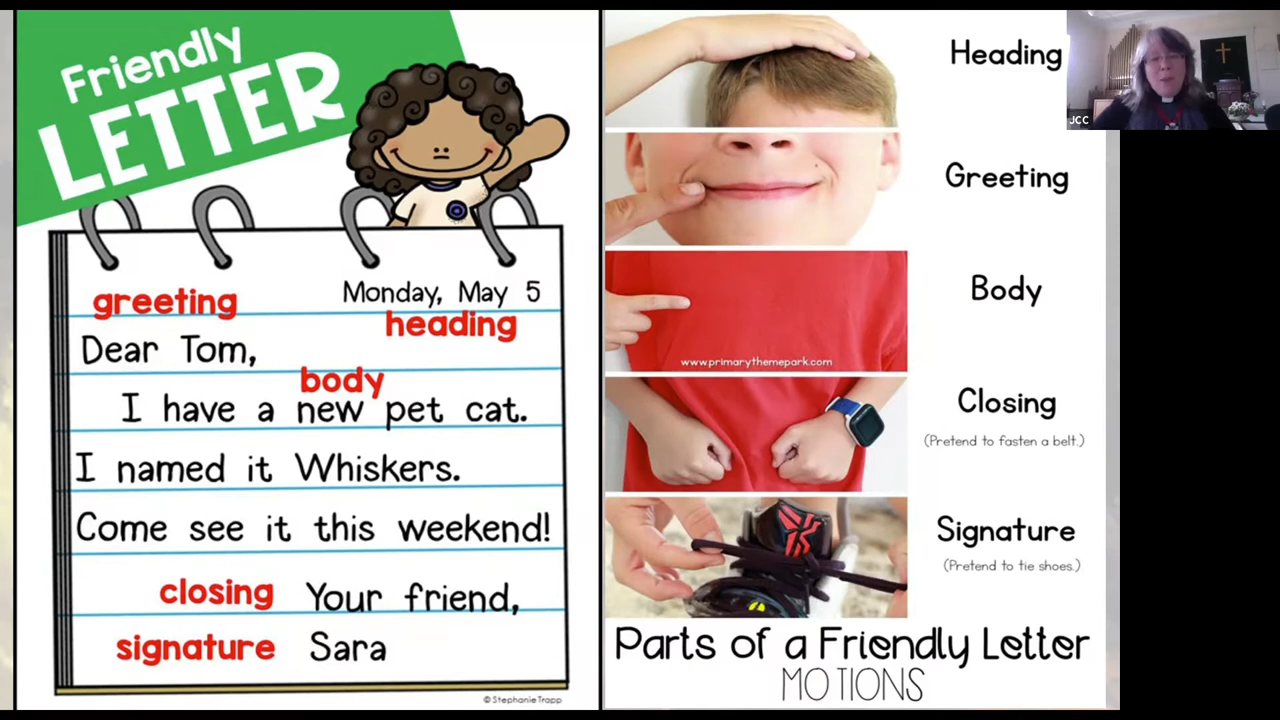 Friendly
LETTER
greeting
Monday, May 5
heading
Dear Tom,
body
I have a new pet cat.
I named it Whiskers.
Come see it this weekend!
closing Your friend,
signature Sara
© Stephanie Trapp
Heading
Greeting
Body
www.primarythemepark.com
Closing
(Pretend to fasten a belt.)
Signature
(Pretend to tie shoes.)
Parts of a Friendly Letter
MOTIONS
JCC